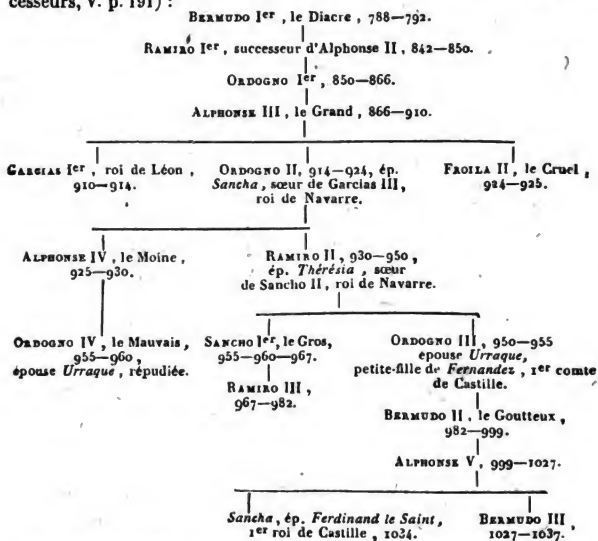 cesseurs, V. p. 191) :
BERMUDO Ier , le Diacre , 788—792.
RAMIRO Ier , successeur d'Alphonse II , 842—850.
ORDOGNO Ier , 850—866.
ALPHONSE III , le Grand , 866—910.
GARCIAS Ier , roi de Léon ,
910—914.
ORDOGNO II, 914—924, ép.
Sancha, sœur de Garcias III,
roi de Navarre.
FROILA II , le Cruel ,
924—925.
ALPHONSE IV , le Moine ,
925—930.
RAMIRO II , 930—950 ,
ép. Thérésia , sœur
de Sancho II, roi de Navarre.
ORDOGNO IV , le Mauvais ,
955—960 ,
épouse Urraque , répudiée.
SANCHO Ier, le Gros,
955—960—967.
RAMIRO III ,
967—982.
ORDOGNO III , 950—955
épouse Urraque,
petite-fille de Fernandez , 1er comte
de Castille.
BERMUDO II , le Goutteux ,
982—999.
ALPHONSE V , 999—1027.
Sancha, ép. Ferdinand le Saint ,
1er roi de Castille , 1034.
BERMUDO III ,
1027—1637.